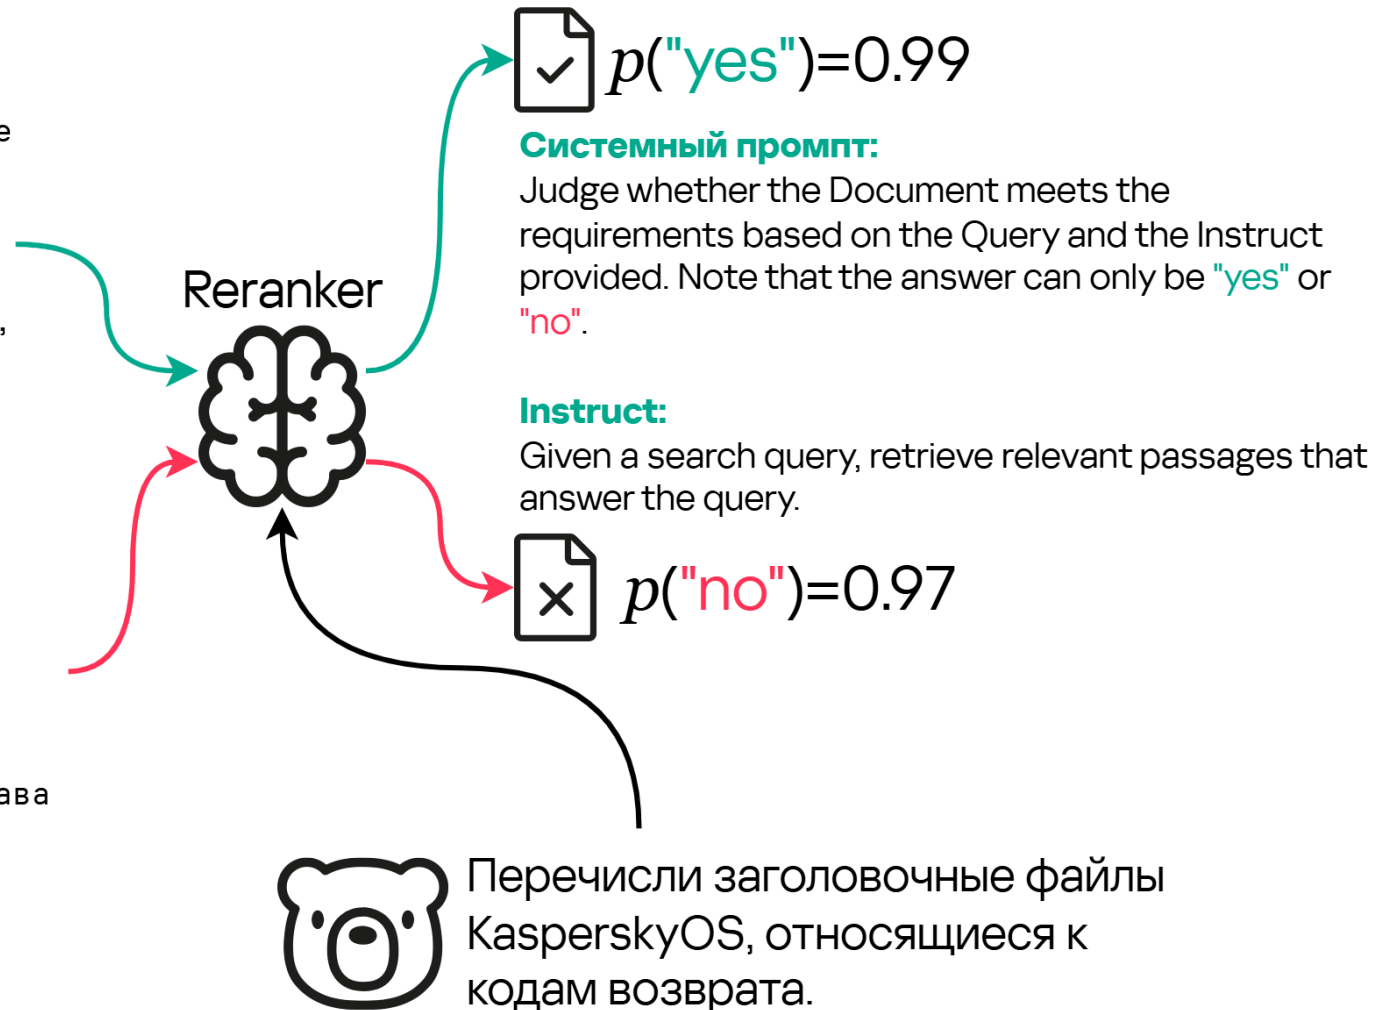 p("yes")=0.99
Системный промпт:
Judge whether the Document meets the
requirements based on the Query and the Instruct
provided. Note that the answer can only be "yes" or
"no".
Reranker
Instruct:
Given a search query, retrieve relevant passages that
answer the query.
p("no")=0.97
Перечисли заголовочные файлы
KasperskyOS, относящиеся к
кодам возврата.